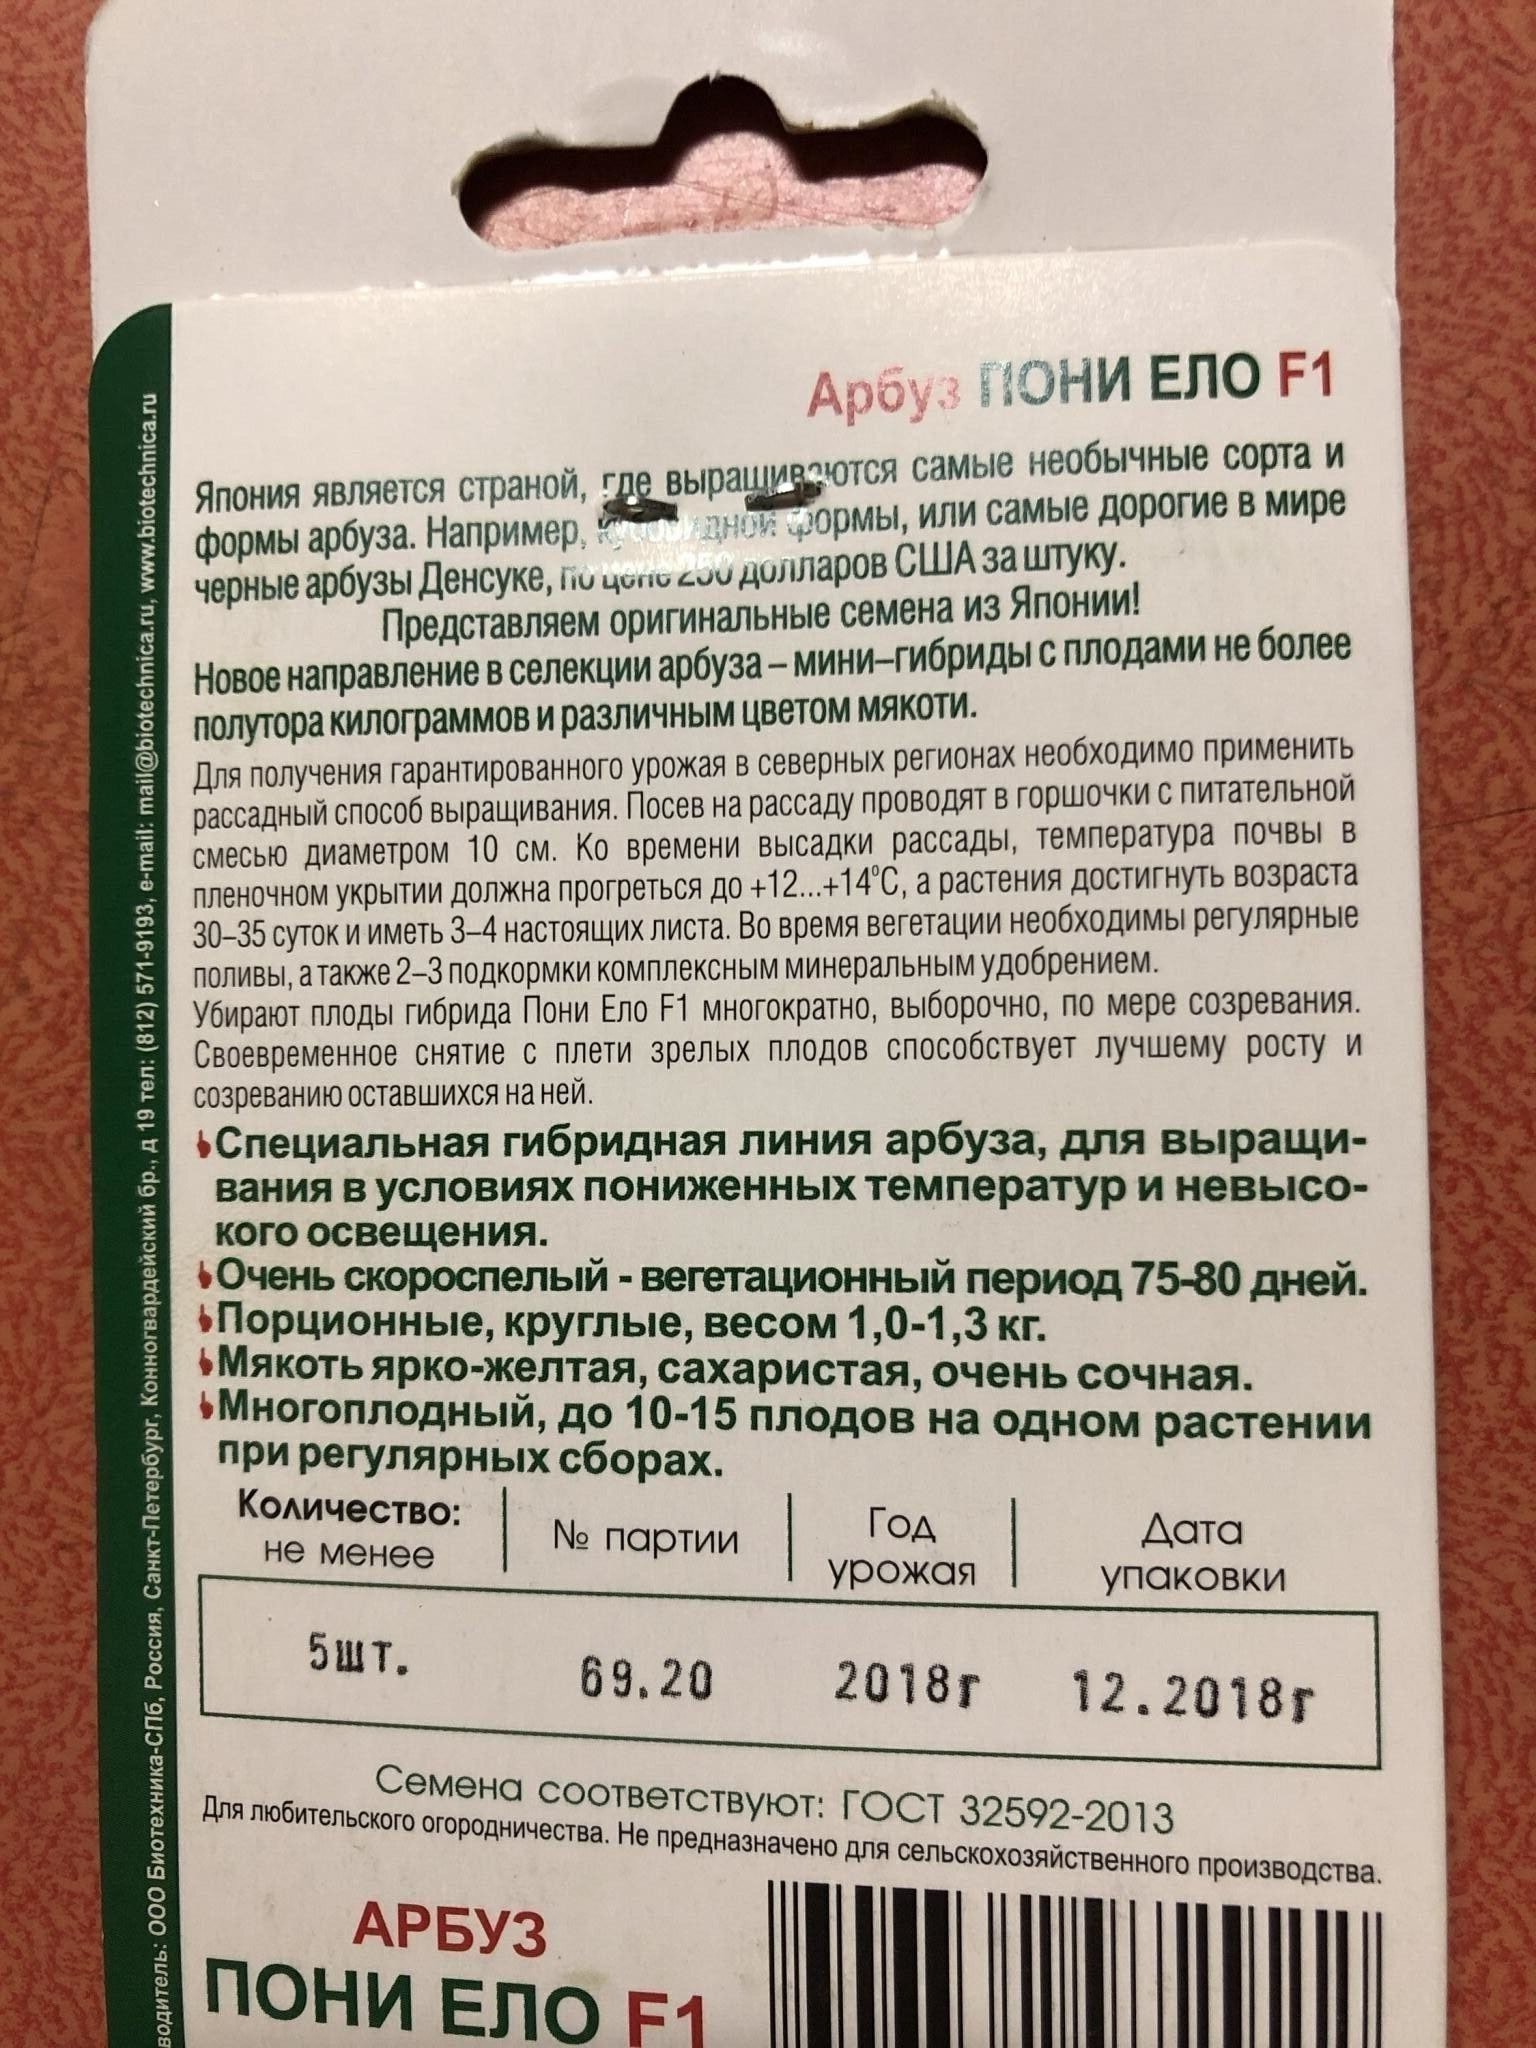 Арбуз ПОНИ ЕЛО F1
Япония является страной, где выращиваются самые необычные сорта и
формы арбуза. Например, кубовидной формы, или самые дорогие в мире
черные арбузы Денсуке, по цене 250 долларов США за штуку.
Представляем оригинальные семена из Японии!
Новое направление в селекции арбуза – мини–гибриды с плодами не более
полутора килограммов и различным цветом мякоти.
Для получения гарантированного урожая в северных регионах необходимо применить
рассадный способ выращивания. Посев на рассаду проводят в горшочки с питательной
смесью диаметром 10 см. Ко времени высадки рассады, температура почвы в
пленочном укрытии должна прогреться до +12...+14°С, а растения достигнуть возраста
30–35 суток и иметь 3–4 настоящих листа. Во время вегетации необходимы регулярные
поливы, а также 2–3 подкормки комплексным минеральным удобрением.
Убирают плоды гибрида Пони Ело F1 многократно, выборочно, по мере созревания.
Своевременное снятие с плети зрелых плодов способствует лучшему росту и
созреванию оставшихся на ней.
Специальная гибридная линия арбуза, для выращи-
вания в условиях пониженных температур и невысо-
кого освещения.
Очень скороспелый - вегетационный период 75-80 дней.
Порционные, круглые, весом 1,0-1,3 кг.
Мякоть ярко-желтая, сахаристая, очень сочная.
Многоплодный, до 10-15 плодов на одном растении
при регулярных сборах.
Количество: № партии Год Дата
не менее урожая упаковки
5шт. 69.20 2018г 12.2018г
Семена соответствуют: ГОСТ 32592-2013
Для любительского огородничества. Не предназначено для сельскохозяйственного производства.
АРБУЗ
ПОНИ ЕЛО F1
водитель: ООО Биотехника-СПб, Россия, Санкт-Петербург, Конногвардейский бр., д 19 тел: (812) 571-9193, e-mail: mail@biotechnica.ru, www.biotechnica.ru